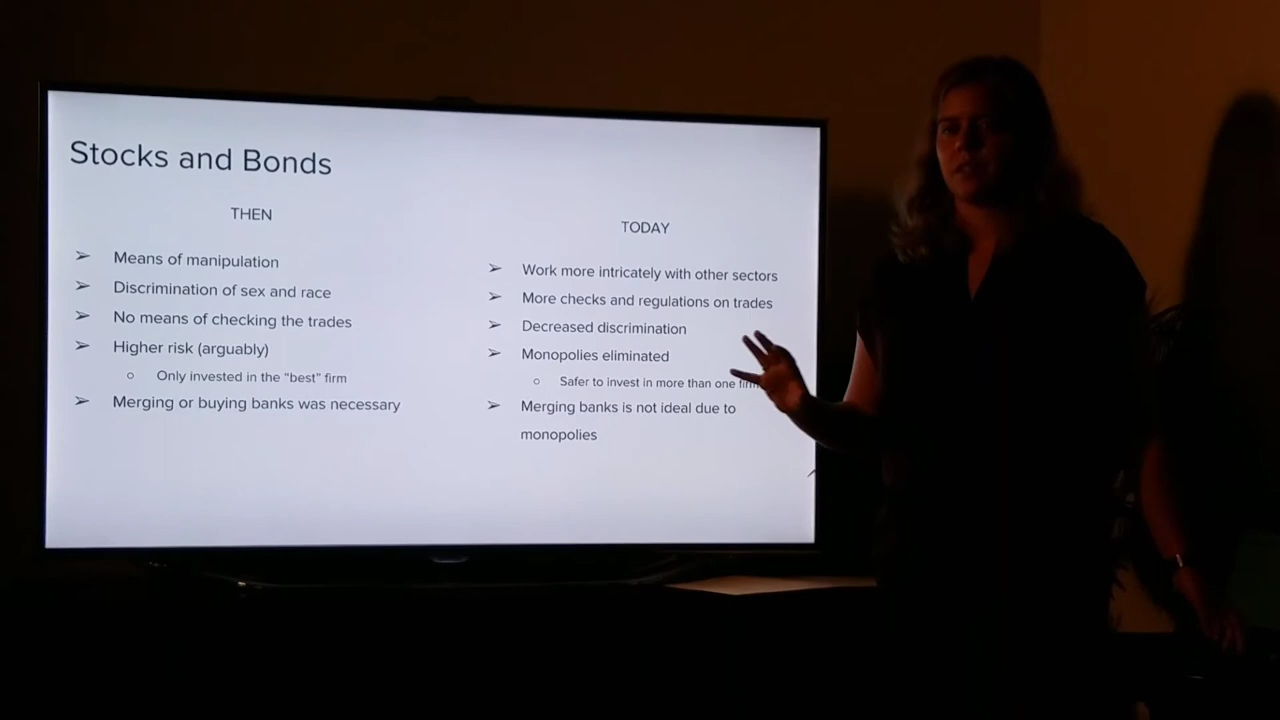 Stocks and Bonds
THEN
➢ Means of manipulation
➢ Discrimination of sex and race
➢ No means of checking the trades
➢ Higher risk (arguably)
○ Only invested in the “best” firm
➢ Merging or buying banks was necessary
TODAY
➢ Work more intricately with other sectors
➢ More checks and regulations on trades
➢ Decreased discrimination
➢ Monopolies eliminated
○ Safer to invest in more than one firm
➢ Merging banks is not ideal due to
monopolies